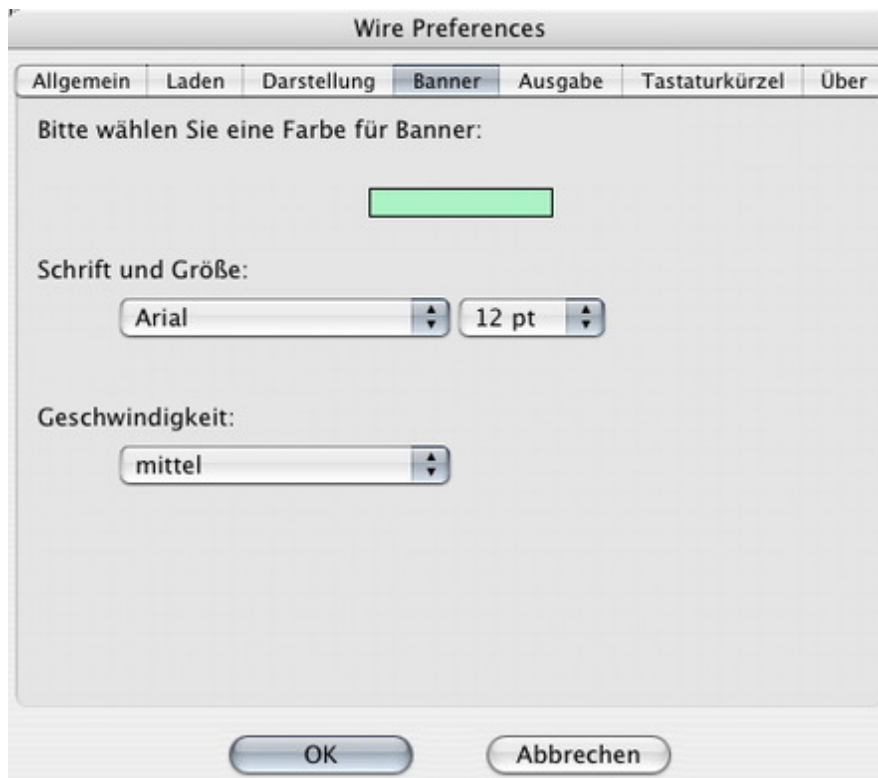 Wire Preferences
Allgemein Laden Darstellung Banner Ausgabe Tastaturkürzel Über
Bitte wählen Sie eine Farbe für Banner:
Schrift und Größe:
Arial 12 pt
Geschwindigkeit:
mittel
OK Abbrechen